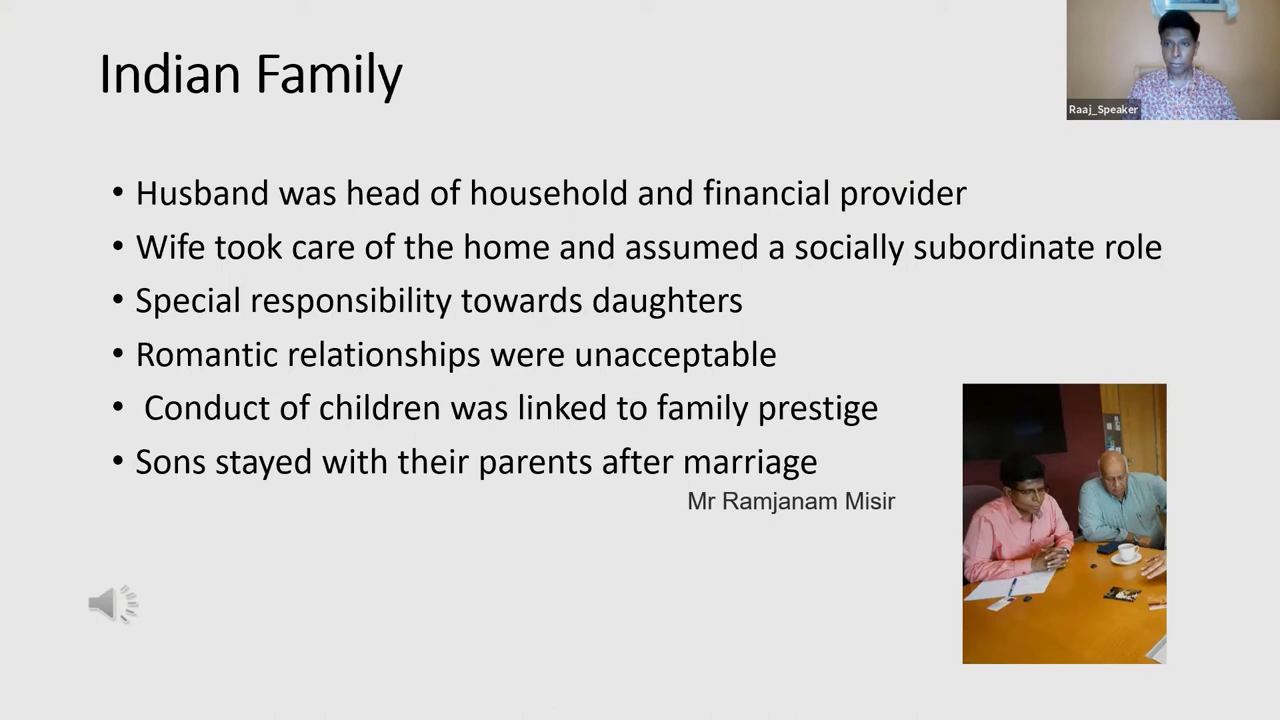 Indian Family
Raaj_Speaker
• Husband was head of household and financial provider
• Wife took care of the home and assumed a socially subordinate role
• Special responsibility towards daughters
• Romantic relationships were unacceptable
• Conduct of children was linked to family prestige
• Sons stayed with their parents after marriage
Mr Ramjanam Misir